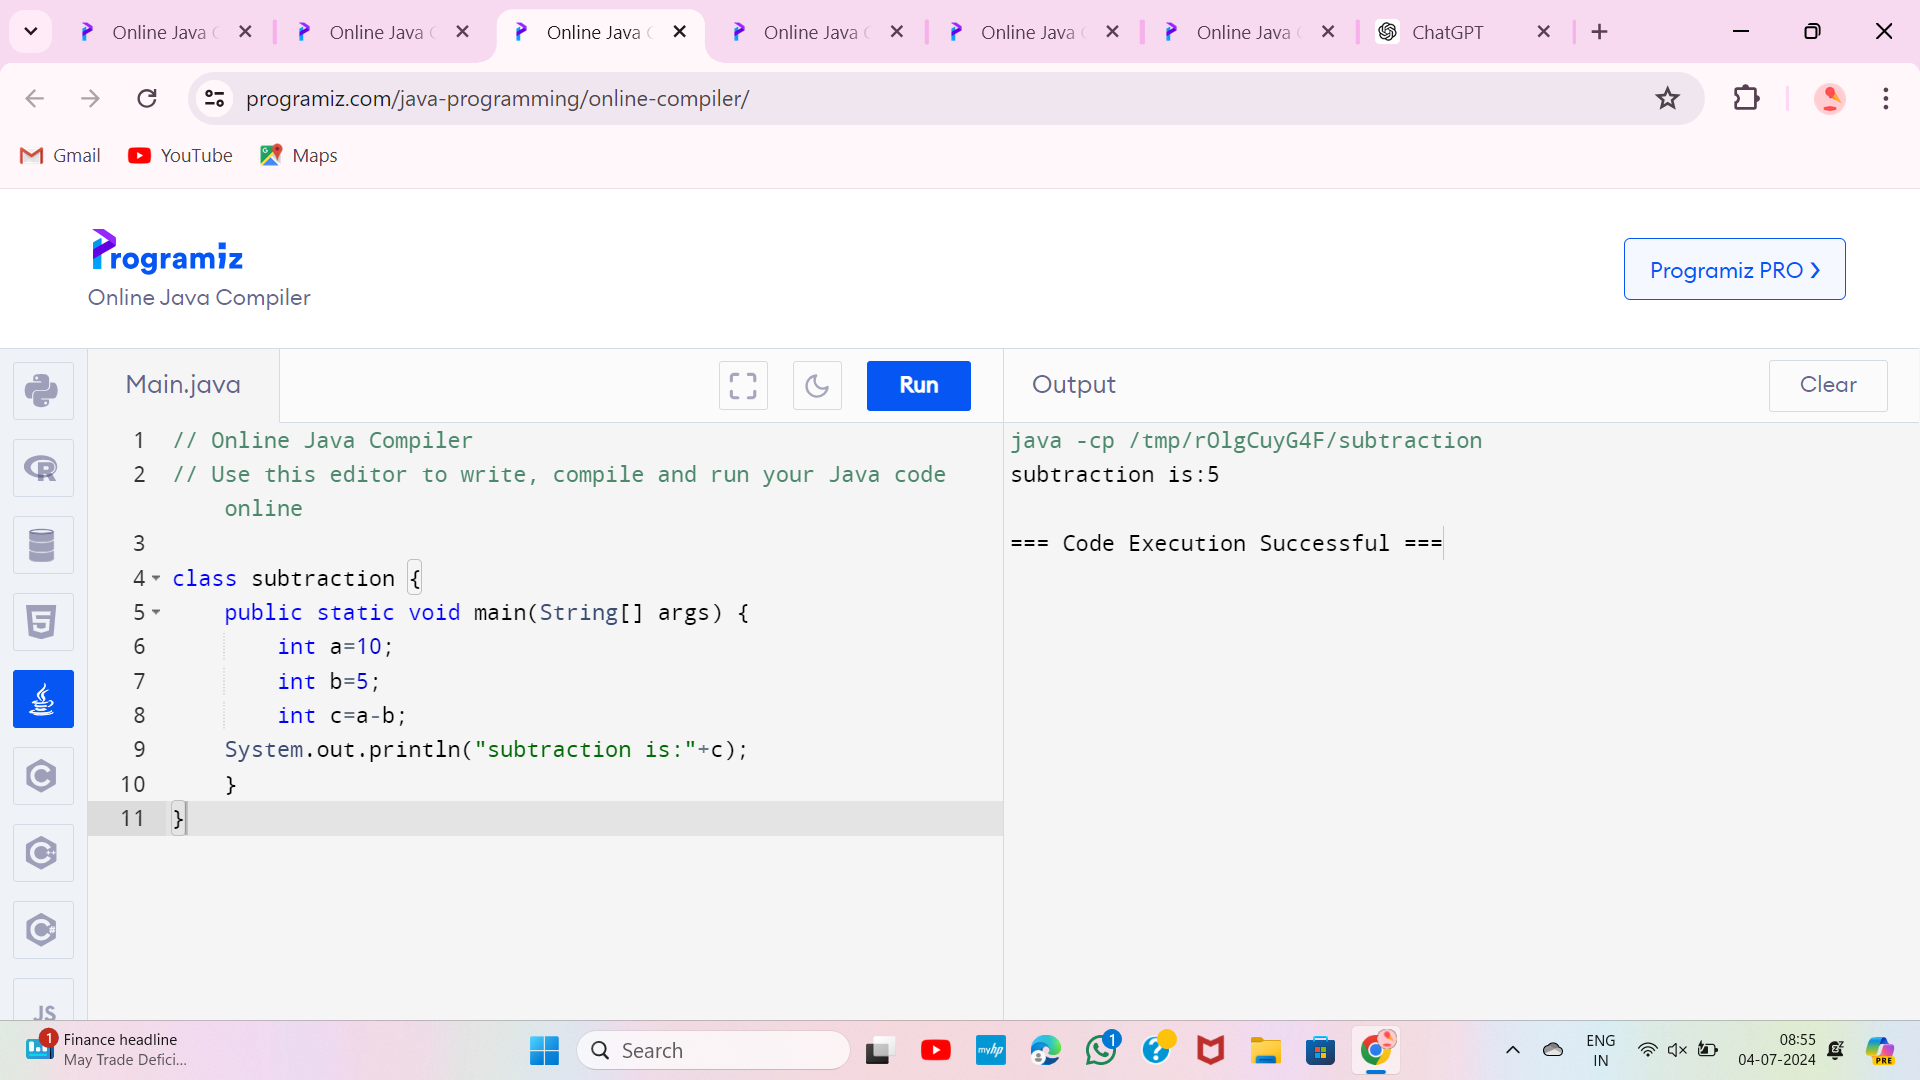 Online Java C
Online Java C
Online Java C
Online Java C
Online Java C
Online Java C
ChatGPT
programiz.com/java-programming/online-compiler/
Gmail
YouTube
Maps
Programiz
Online Java Compiler
Programiz PRO
Main.java
Run
Output
Clear
1 // Online Java Compiler
2 // Use this editor to write, compile and run your Java code
online
3
4 class subtraction {
5 public static void main(String[] args) {
6 int a=10;
7 int b=5;
8 int c=a-b;
9 System.out.println("subtraction is:"+c);
10 }
11 }
java -cp /tmp/rOlgCuyG4F/subtraction
subtraction is:5
=== Code Execution Successful ===
R
5
C
C++
C#
JS
1
Finance headline
May Trade Defici...
Search
myhp
1
?
ENG
IN
08:55
04-07-2024
PRE